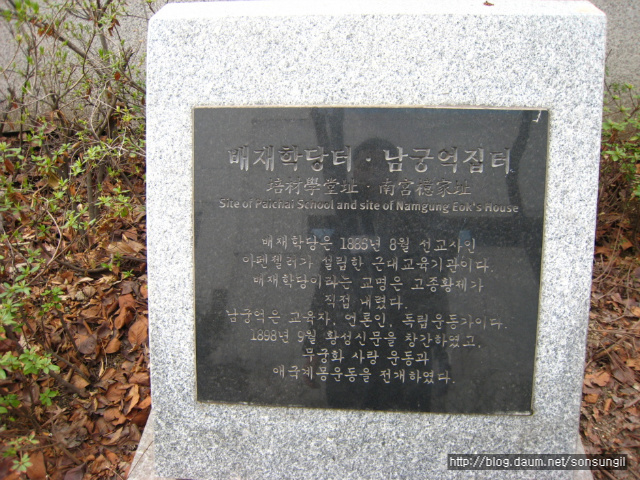 배재학당터 · 남궁억집터
培材學堂址 · 南宮檍家址
Site of Paichai School and site of Namgung Eok's House
배재학당은 1885년 8월 선교사인
아펜젤러가 설립한 근대교육기관이다.
배재학당이라는 교명은 고종황제가
직접 내렸다.
남궁억은 교육자, 언론인, 독립운동가이다.
1898년 9월 황성신문을 창간하였고,
무궁화 사랑 운동과
애국계몽운동을 전개하였다.
http://blog.daum.net/sonsungil